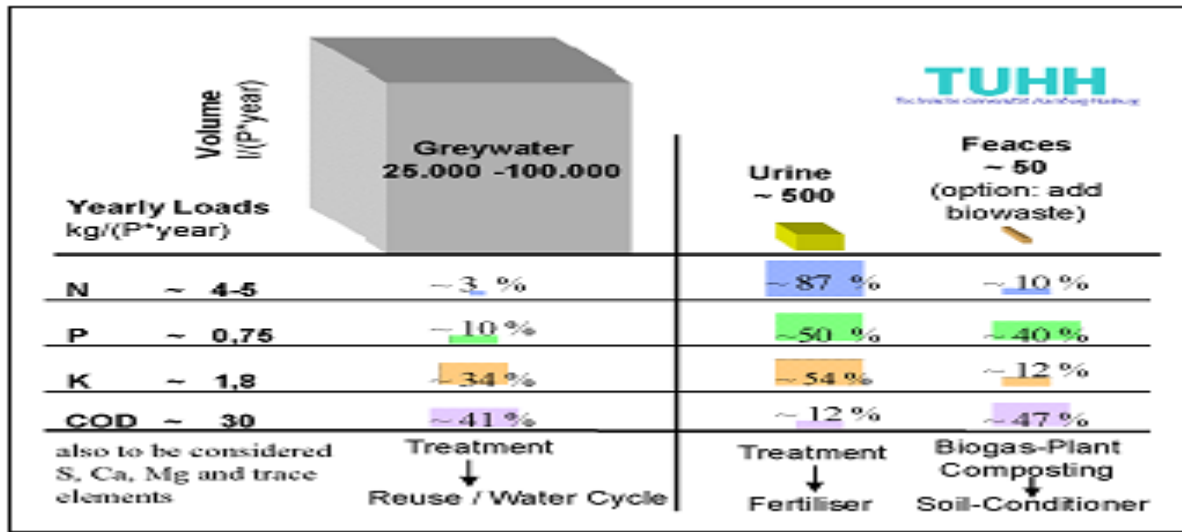 TUHH
Volume
l/(P*year)
Greywater
25.000 -100.000
Urine
~ 500
Feaces
~ 50
(option: add
biowaste)
Yearly Loads
kg/(P*year)
N ~ 4-5 ~ 3 % ~ 87 % ~ 10 %
P ~ 0,75 ~ 10 % ~50 % ~ 40 %
K ~ 1,8 ~ 34 % ~ 54 % ~ 12 %
COD ~ 30 ~ 41 % ~ 12 % ~ 47 %
also to be considered
S, Ca, Mg and trace
elements
Treatment
Reuse / Water Cycle
Treatment
Fertiliser
Biogas-Plant
Composting
Soil-Conditioner